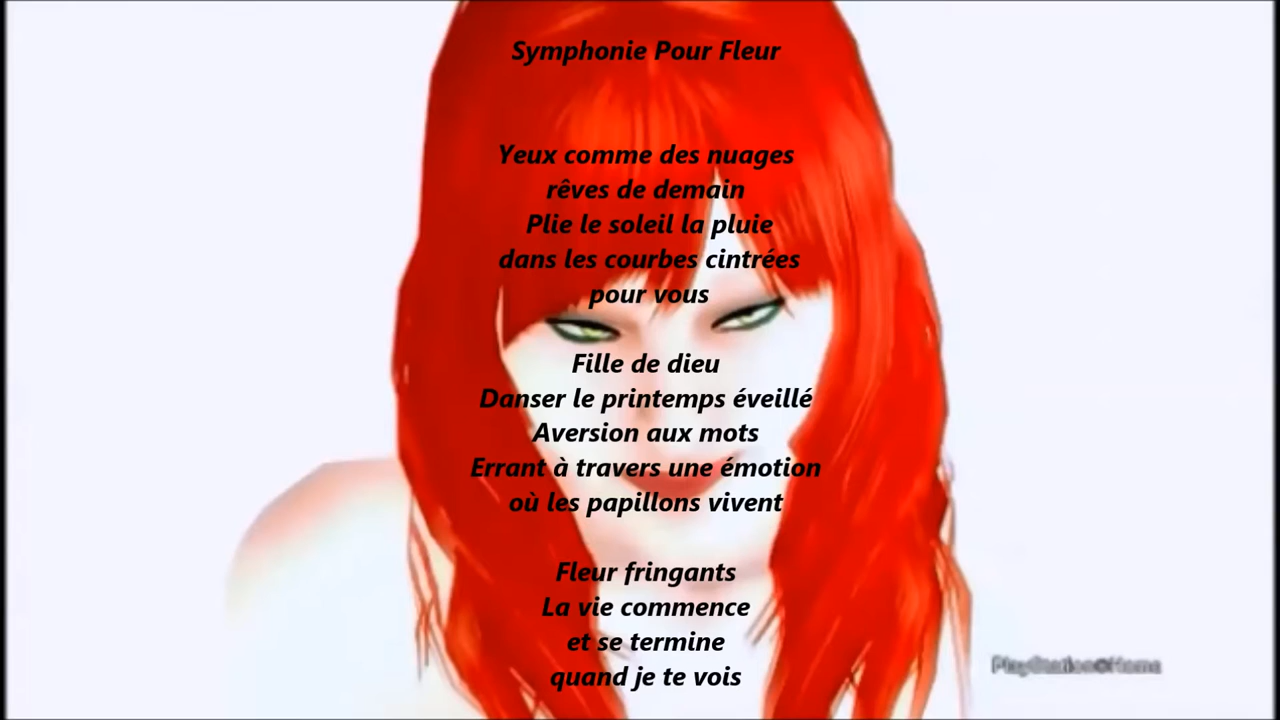 Symphonie Pour Fleur
Yeux comme des nuages
rêves de demain
Plie le soleil la pluie
dans les courbes cintrées
pour vous
Fille de dieu
Danser le printemps éveillé
Aversion aux mots
Errant à travers une émotion
où les papillons vivent
Fleur fringants
La vie commence
et se termine
quand je te vois
PlayStation®Home